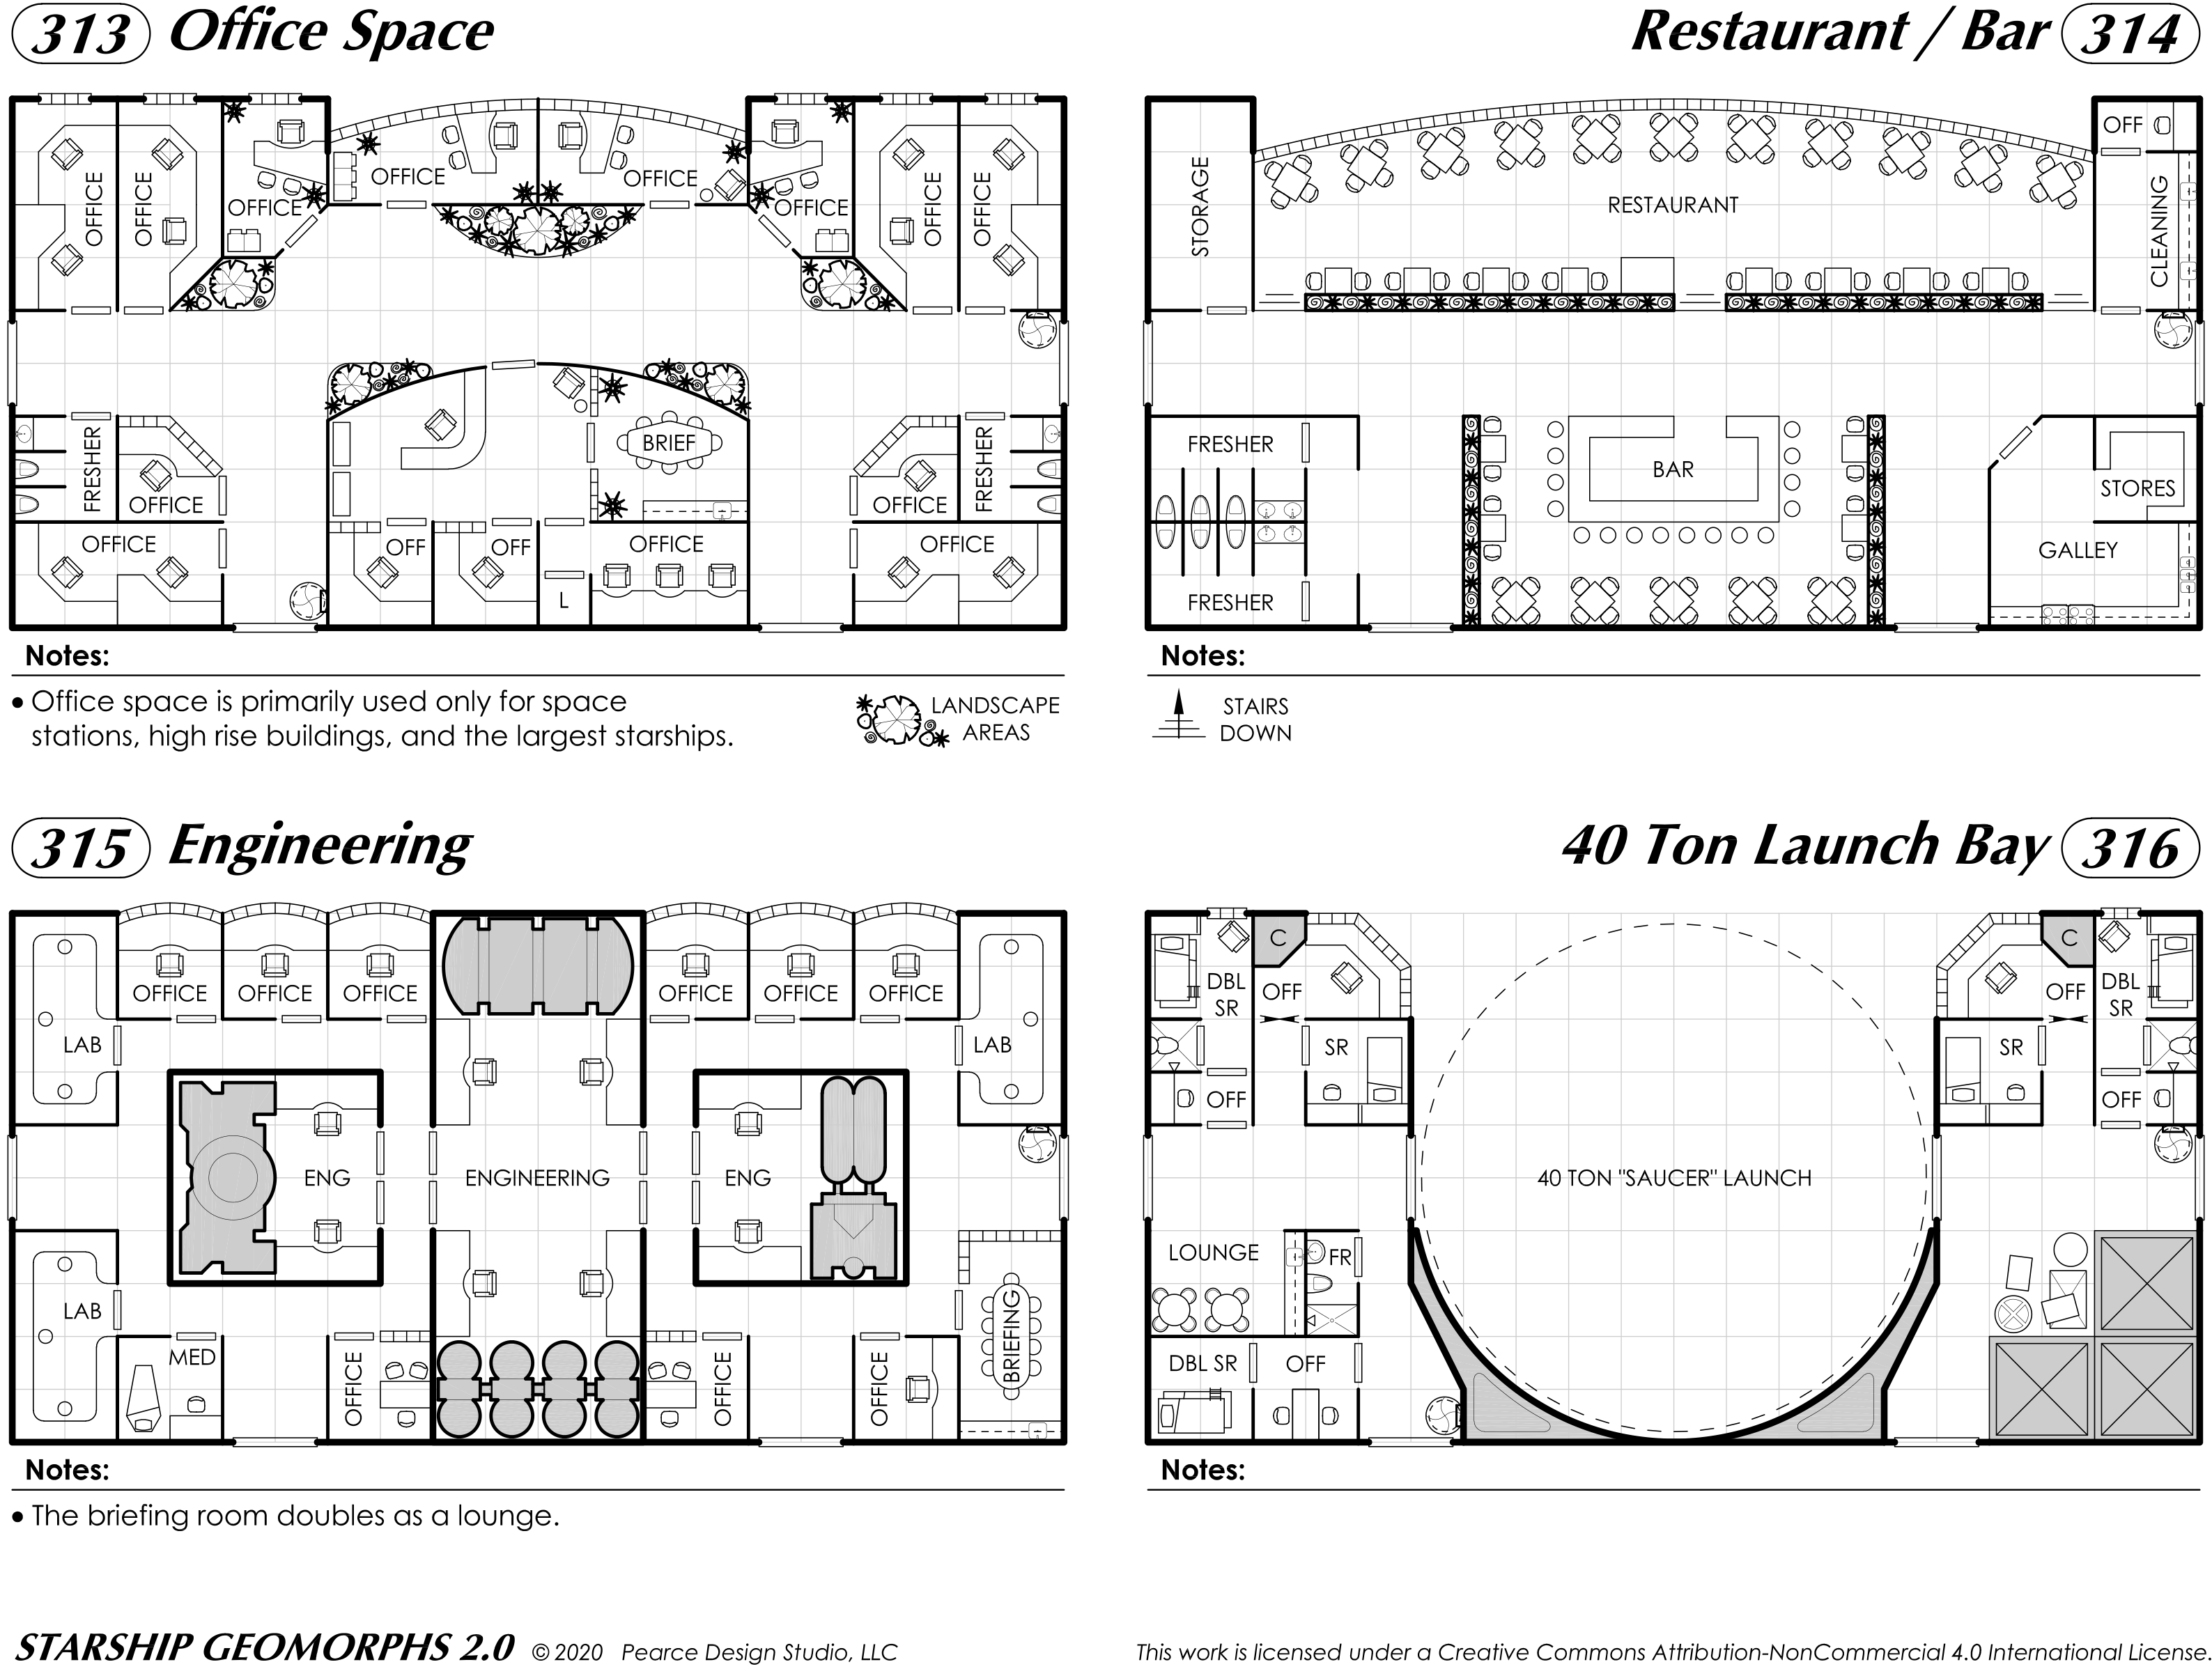 313 Office Space
Restaurant / Bar 314
OFFICE
OFFICE
OFFICE
OFFICE
OFFICE
OFFICE
OFFICE
OFFICE
FRESHER
OFFICE
BRIEF
OFFICE
FRESHER
OFFICE
OFF
OFF
L
OFFICE
OFFICE
STORAGE
RESTAURANT
OFF
CLEANING
FRESHER
BAR
STORES
GALLEY
FRESHER
Notes:
• Office space is primarily used only for space
stations, high rise buildings, and the largest starships.
LANDSCAPE
AREAS
Notes:
STAIRS
DOWN
315 Engineering
40 Ton Launch Bay 316
OFFICE
OFFICE
OFFICE
OFFICE
OFFICE
OFFICE
LAB
LAB
ENG
ENGINEERING
ENG
LAB
MED
OFFICE
OFFICE
OFFICE
BRIEFING
C
C
DBL
SR
OFF
OFF
DBL
SR
SR
SR
OFF
OFF
40 TON "SAUCER" LAUNCH
LOUNGE
FR
DBL SR
OFF
Notes:
• The briefing room doubles as a lounge.
Notes:
STARSHIP GEOMORPHS 2.0 © 2020 Pearce Design Studio, LLC
This work is licensed under a Creative Commons Attribution-NonCommercial 4.0 International License.